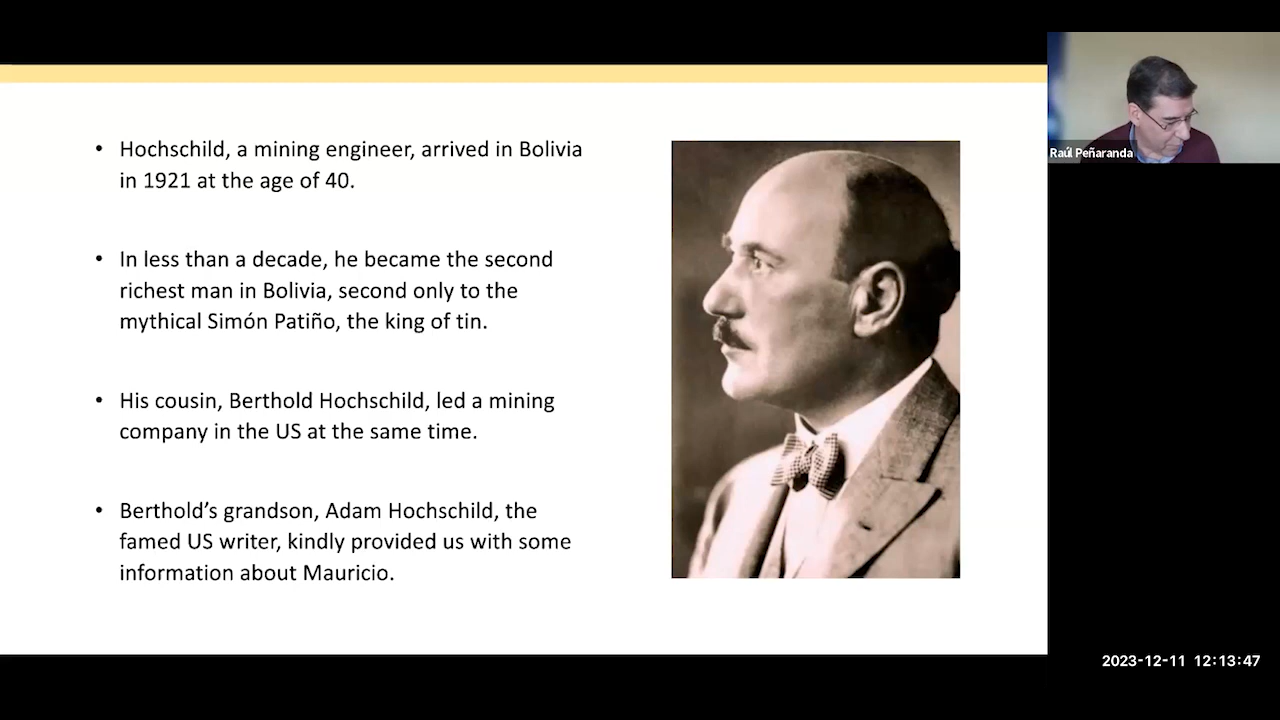 • Hochschild, a mining engineer, arrived in Bolivia
in 1921 at the age of 40.
• In less than a decade, he became the second
richest man in Bolivia, second only to the
mythical Simón Patiño, the king of tin.
• His cousin, Berthold Hochschild, led a mining
company in the US at the same time.
• Berthold’s grandson, Adam Hochschild, the
famed US writer, kindly provided us with some
information about Mauricio.
Raúl Peñaranda
2023-12-11 12:13:47